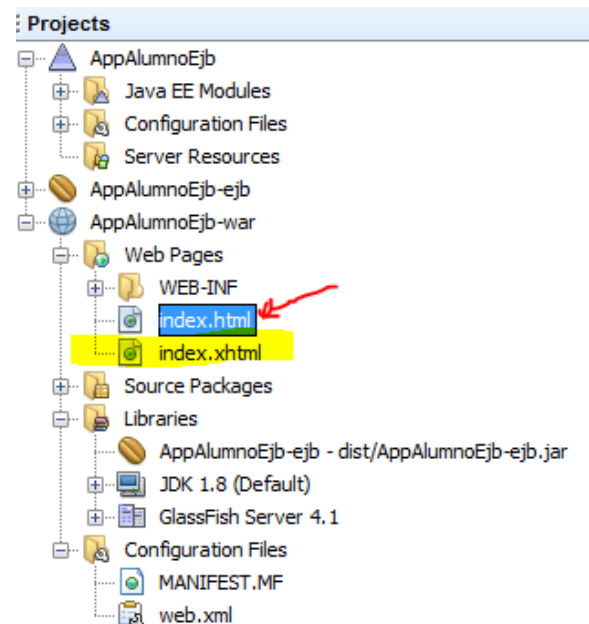 Projects
AppAlumnoEjb
Java EE Modules
Configuration Files
Server Resources
AppAlumnoEjb-ejb
AppAlumnoEjb-war
Web Pages
WEB-INF
index.html
index.xhtml
Source Packages
Libraries
AppAlumnoEjb-ejb - dist/AppAlumnoEjb-ejb.jar
JDK 1.8 (Default)
GlassFish Server 4.1
Configuration Files
MANIFEST.MF
web.xml